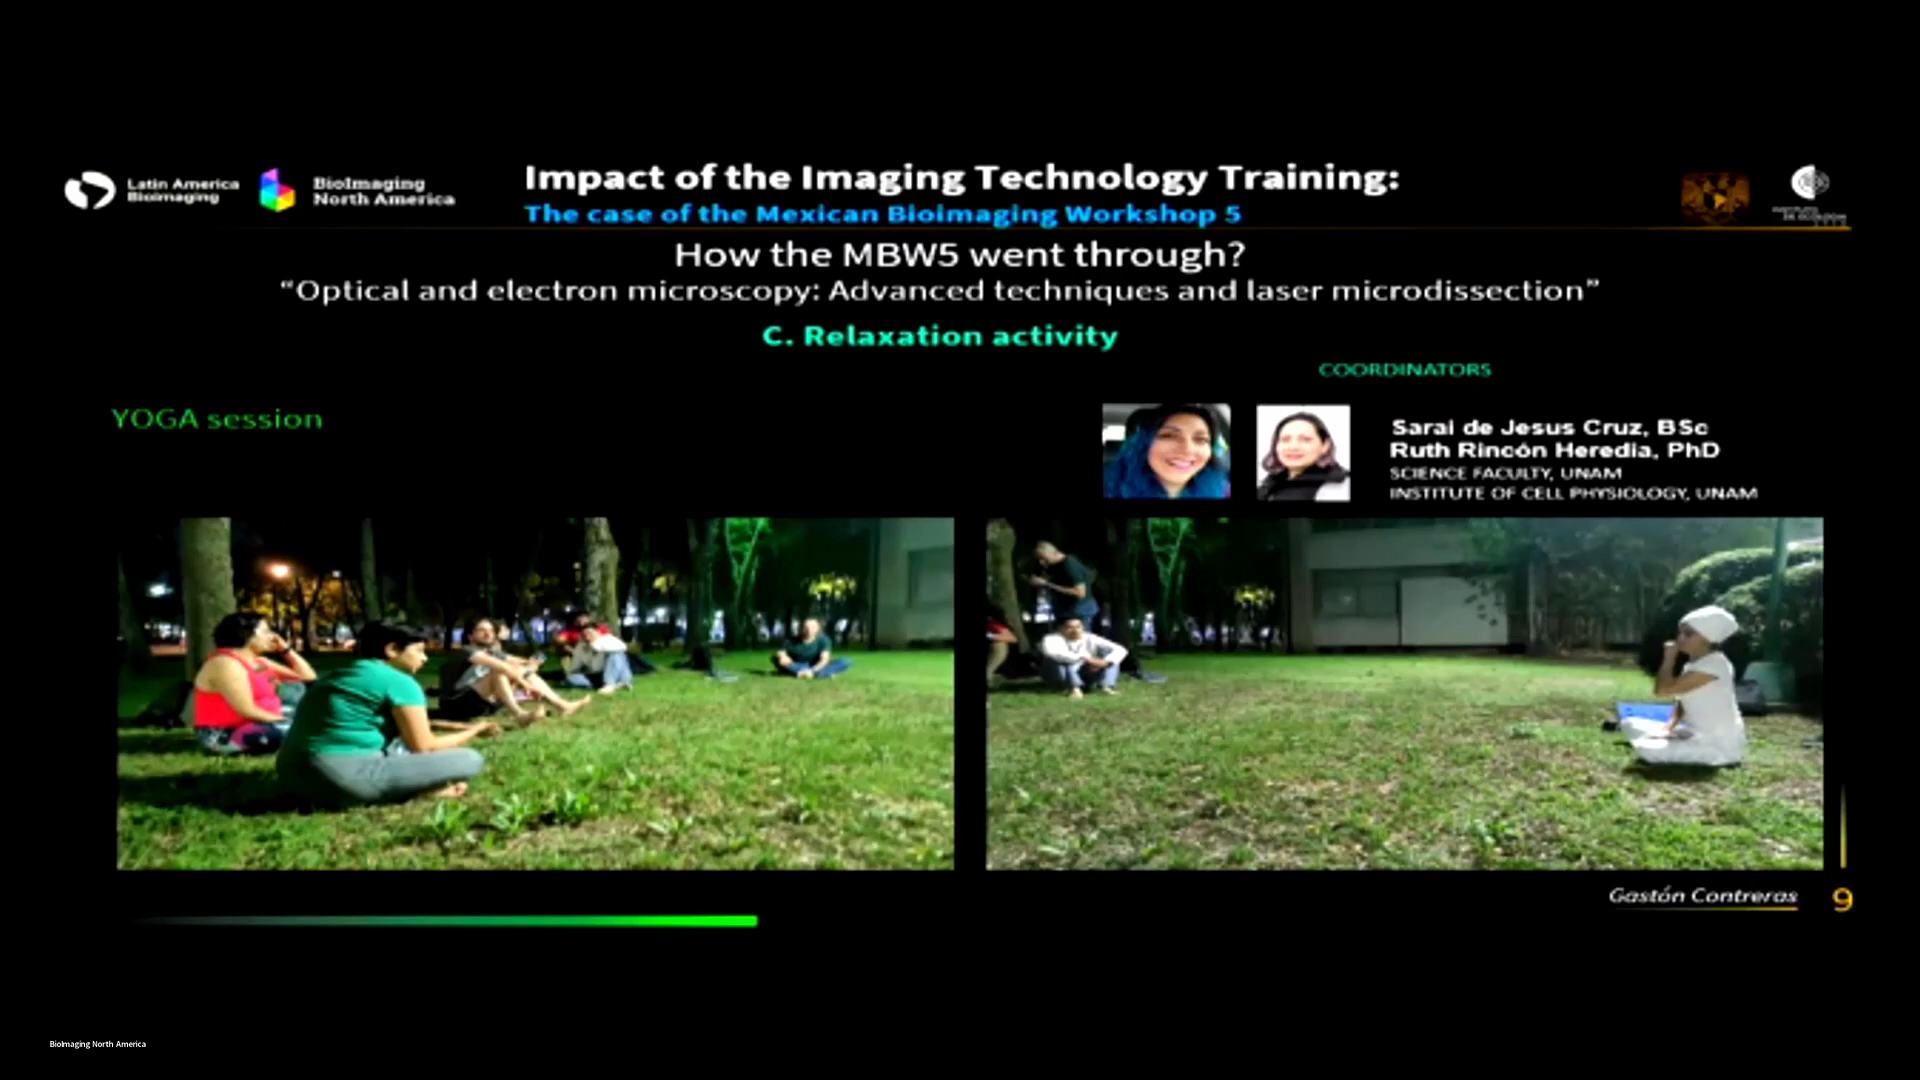 Latin America
Bioimaging
BioImaging
North America
Impact of the Imaging Technology Training:
The case of the Mexican BioImaging Workshop 5
How the MBW5 went through?
“Optical and electron microscopy: Advanced techniques and laser microdissection”
C. Relaxation activity
COORDINATORS
YOGA session
Sarai de Jesus Cruz, BSc
Ruth Rincón Heredia, PhD
SCIENCE FACULTY, UNAM
INSTITUTE OF CELL PHYSIOLOGY, UNAM
Gastón Contreras
9
BioImaging North America